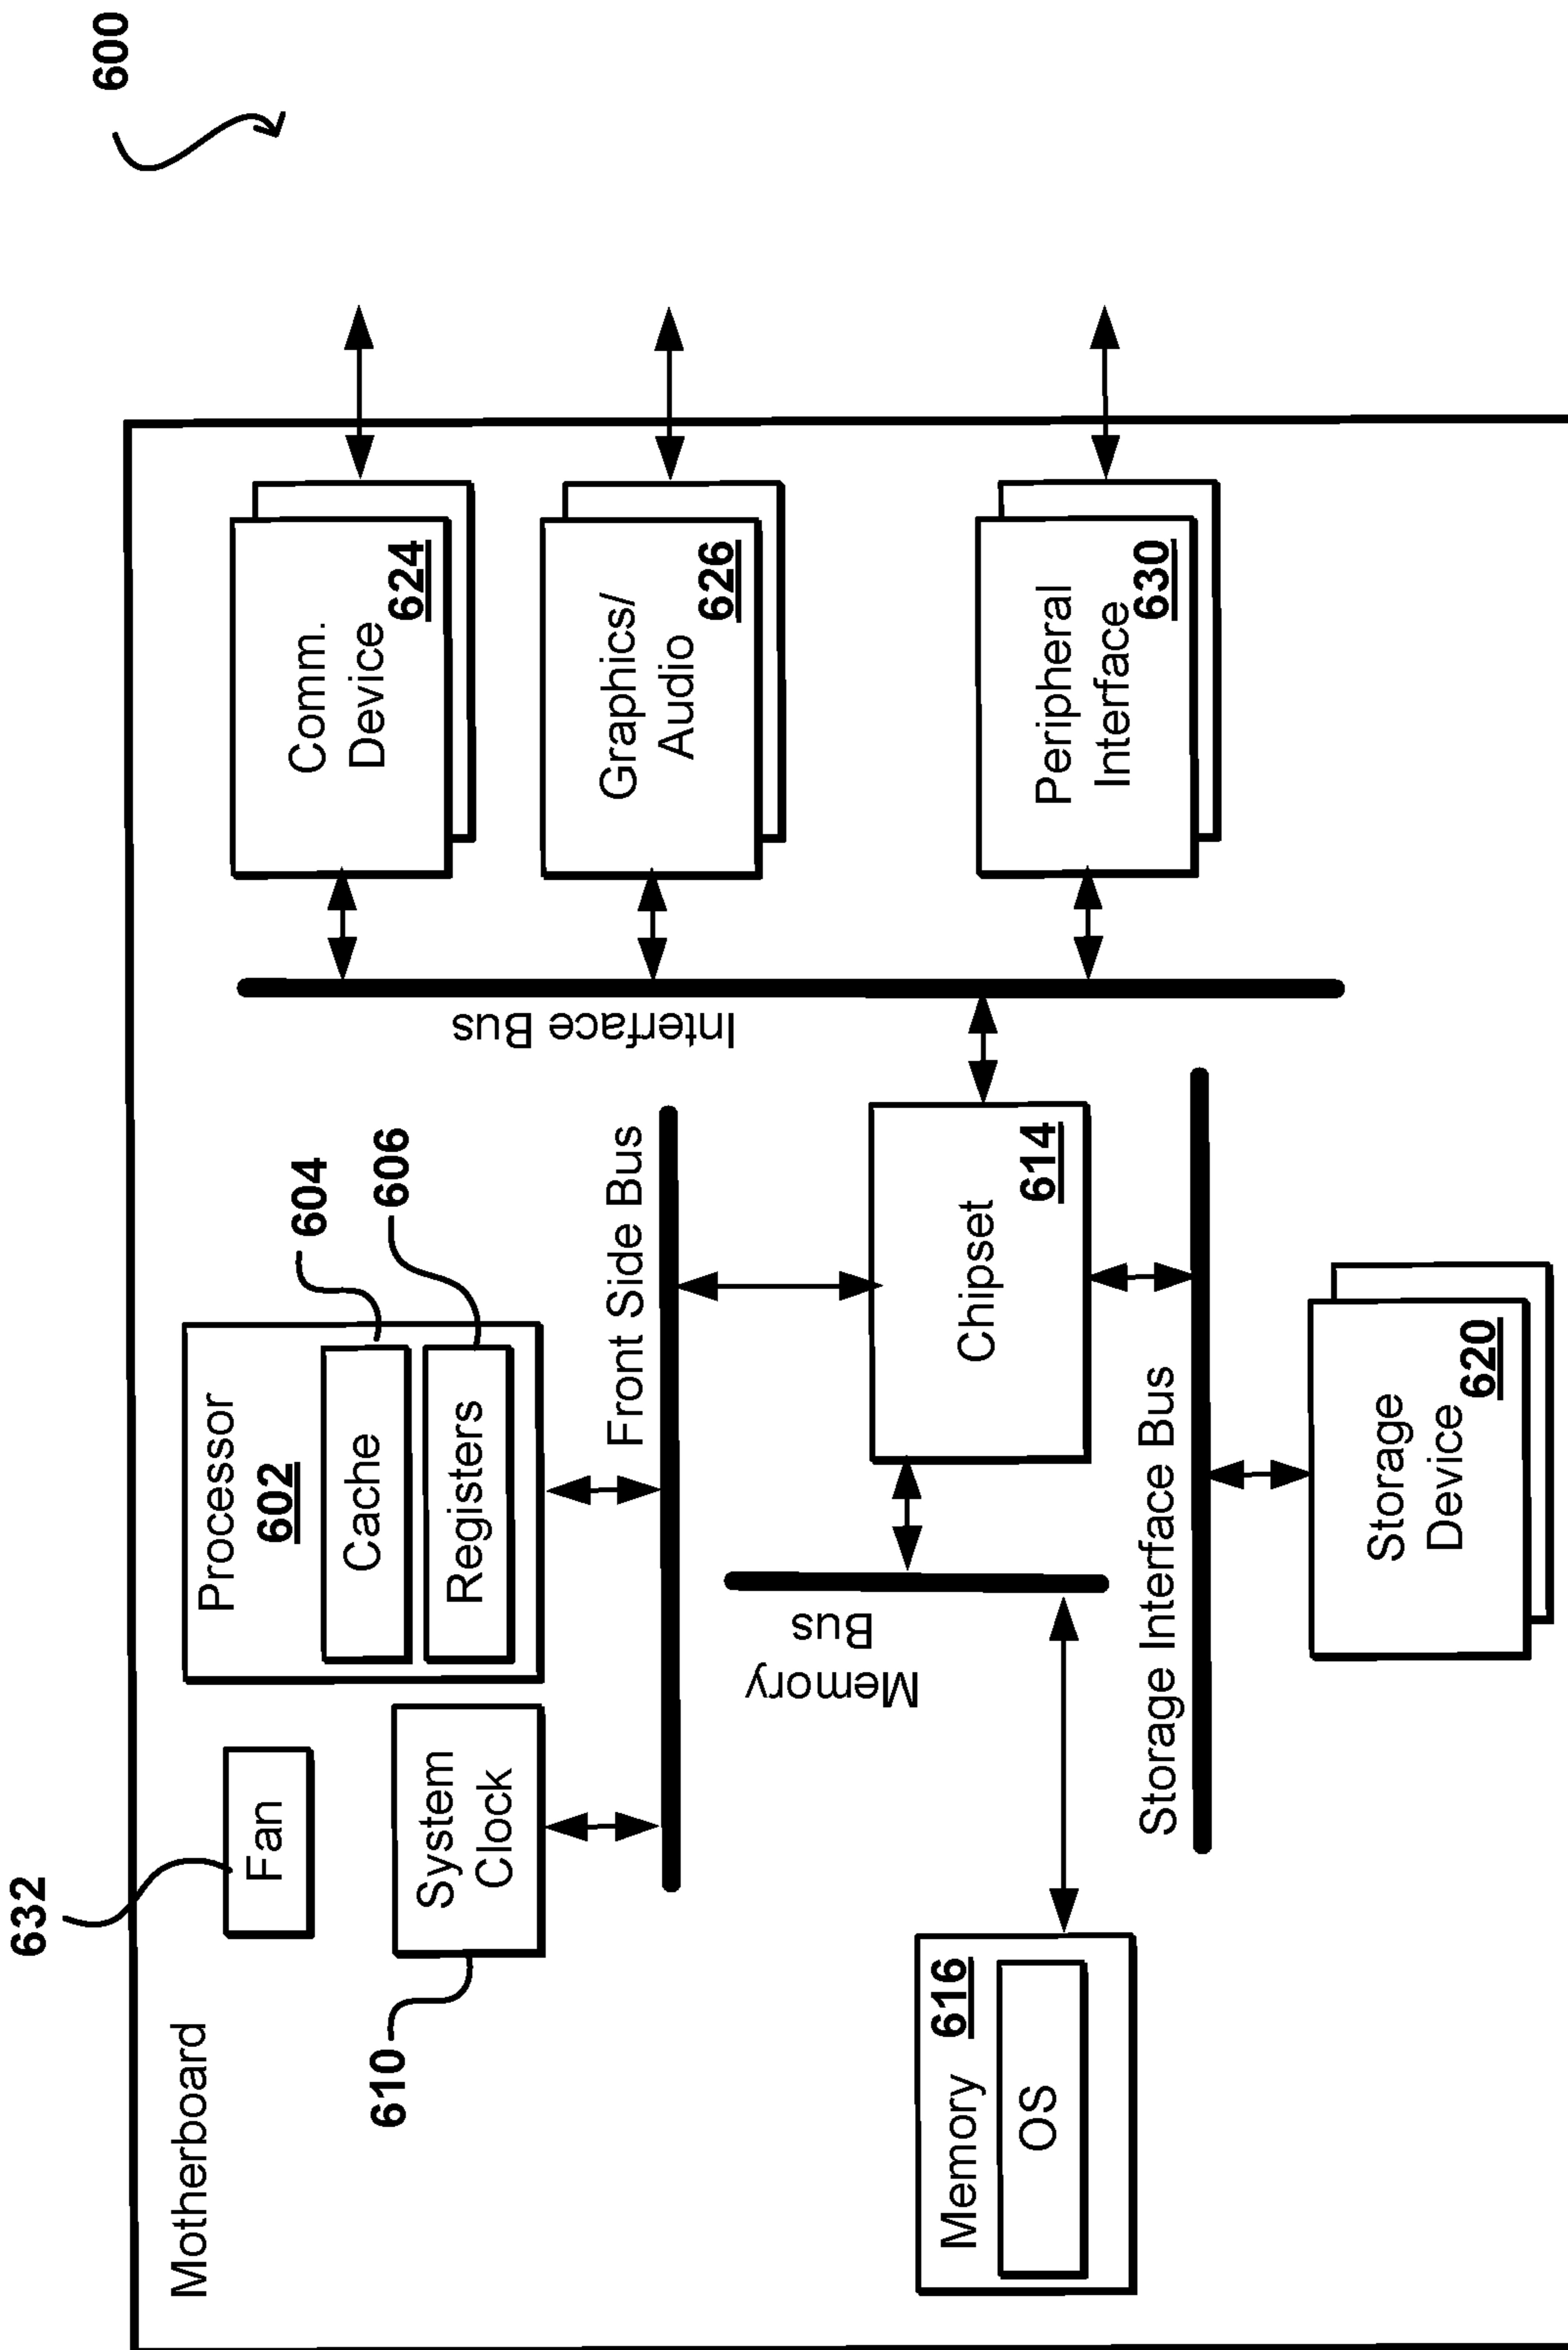 600
Motherboard
632
Fan
Processor
602
Cache
604
Registers
606
System
Clock
610
Front Side Bus
Comm.
Device
624
Graphics/
Audio
626
Interface Bus
Chipset
614
Memory
Bus
Memory 616
OS
Peripheral
Interface
630
Storage Interface Bus
Storage
Device
620